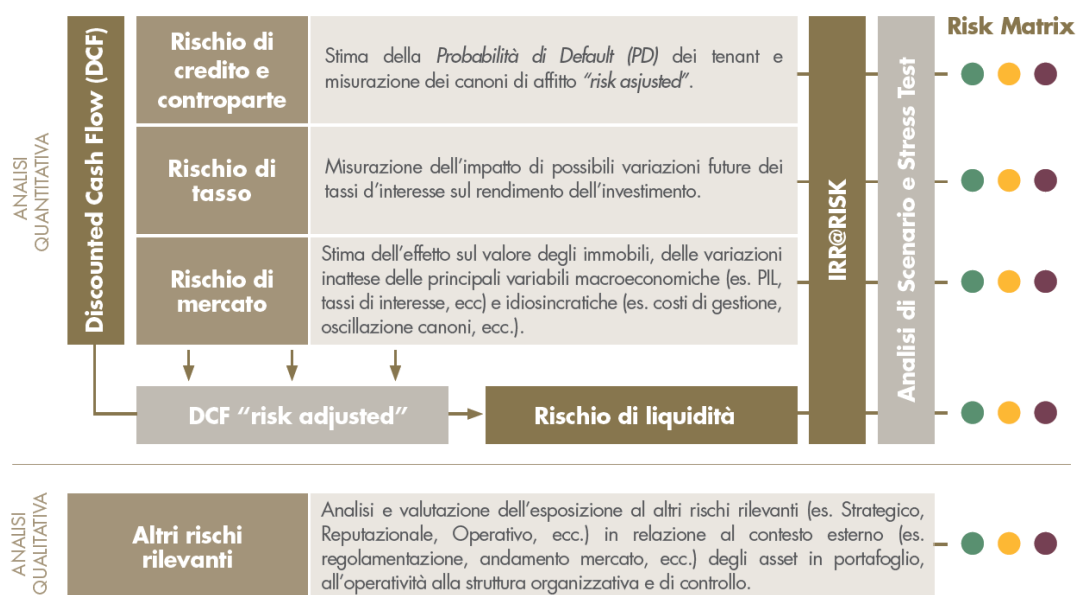 Risk Matrix
ANALISI
QUANTITATIVA
Discounted Cash Flow (DCF)
Rischio di
credito e
controparte
Stima della Probabilità di Default (PD) dei tenant e
misurazione dei canoni di affitto “risk asjusted”.
Rischio di
tasso
Misurazione dell’impatto di possibili variazioni future dei
tassi d’interesse sul rendimento dell’investimento.
Rischio di
mercato
Stima dell’effetto sul valore degli immobili, delle variazioni
inattese delle principali variabili macroeconomiche (es. PIL,
tassi di interesse, ecc) e idiosincratiche (es. costi di gestione,
oscillazione canoni, ecc.).
IRR@RISK
Analisi di Scenario e Stress Test
DCF “risk adjusted”
Rischio di liquidità
ANALISI
QUALITATIVA
Altri rischi
rilevanti
Analisi e valutazione dell’esposizione al altri rischi rilevanti (es. Strategico,
Reputazionale, Operativo, ecc.) in relazione al contesto esterno (es.
regolamentazione, andamento mercato, ecc.) degli asset in portafoglio,
all’operatività alla struttura organizzativa e di controllo.